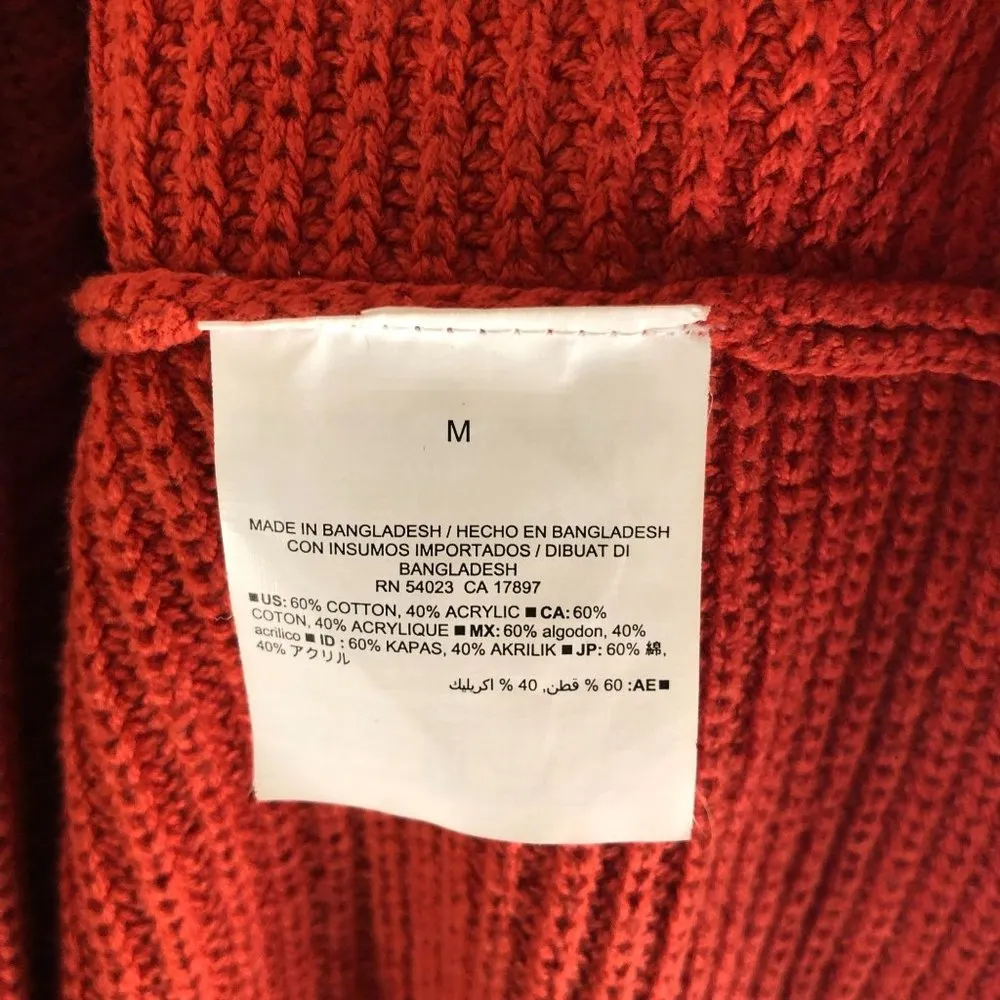 M
MADE IN BANGLADESH / HECHO EN BANGLADESH
CON INSUMOS IMPORTADOS / DIBUAT DI
BANGLADESH
RN 54023 CA 17897
■US: 60% COTTON, 40% ACRYLIC ■CA: 60%
COTON, 40% ACRYLIQUE ■MX: 60% algodon, 40%
acrilico ■ID : 60% KAPAS, 40% AKRILIK ■JP: 60% 綿,
40% アクリル
■AE: 60 % قطن, 40 % اكريليك